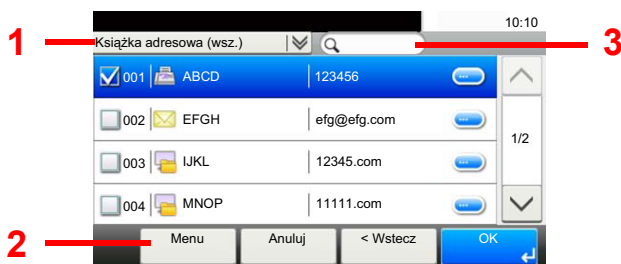 10:10
1 Książka adresowa (wsz.) 3
001 ABCD 123456
002 EFGH efg@efg.com
1/2
003 IJKL 12345.com
004 MNOP 11111.com
2 Menu Anuluj < Wstecz OK